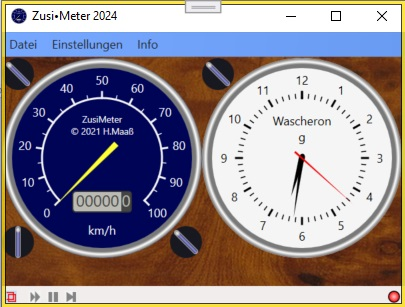 Zusi•Meter 2024
Datei Einstellungen Info
50
40 60
30 70
20 80
10 90
0 100
ZusiMeter
© 2021 H.Maaß
000000
km/h
12
11 1
10 2
9 3
8 4
7 5
6
Wascheron
g